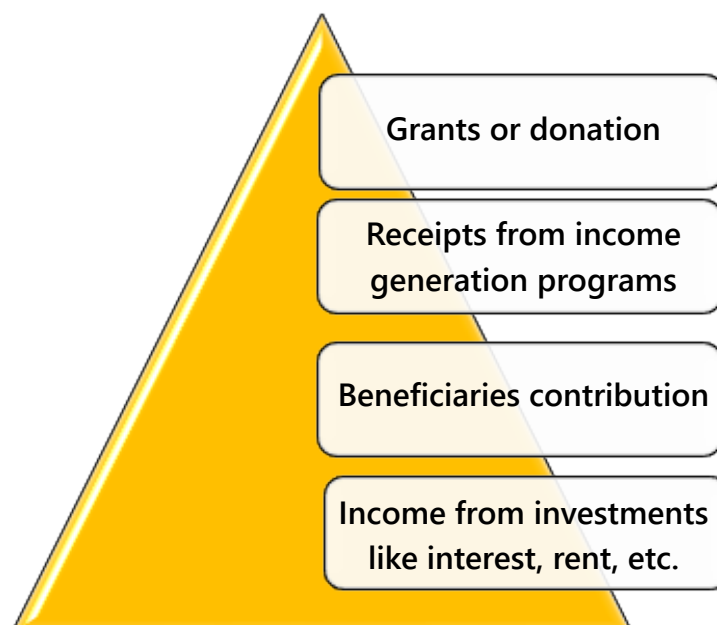 Grants or donation
Receipts from income
generation programs
Beneficiaries contribution
Income from investments
like interest, rent, etc.